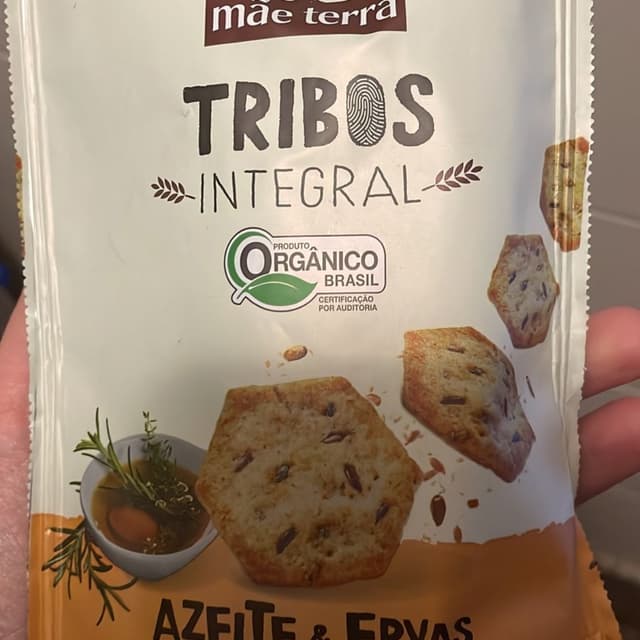 mãe terra
TRIBOS
INTEGRAL
PRODUTO
ORGÂNICO
BRASIL
CERTIFICAÇÃO
POR AUDITORIA
AZEITE & ERVAS